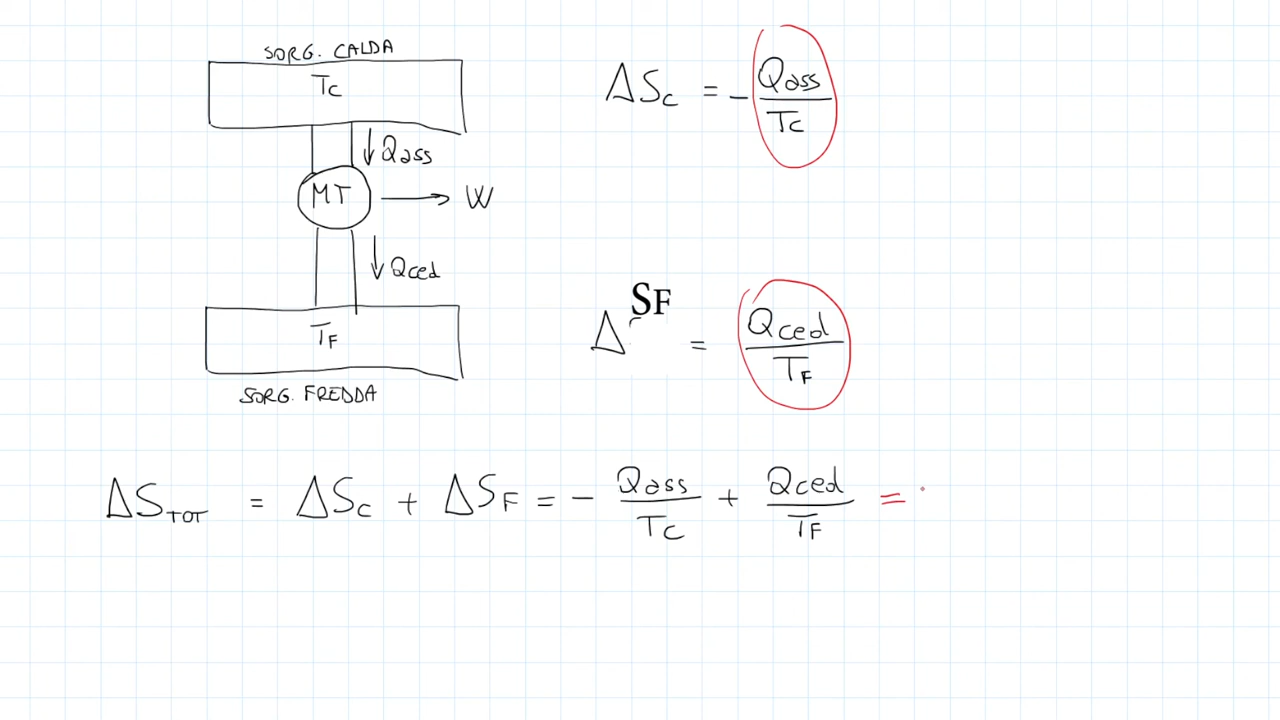 SORG. CALDA
Tc
ΔSc = - Qass / Tc
↓ Qass
MT → W
↓ Qced
ΔSF = Qced / TF
TF
SORG. FREDDA
ΔSTOT = ΔSc + ΔSF = - Qass / Tc + Qced / TF =